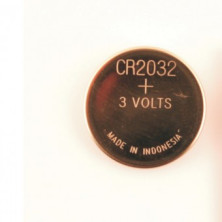 CR2032
+
3 VOLTS
"MADE IN INDONESIA"